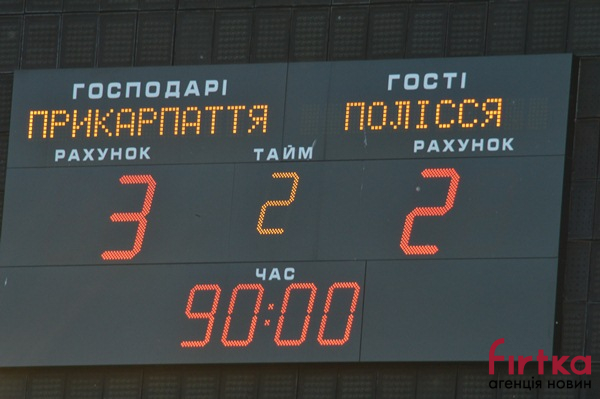 ГОСПОДАРІ ГОСТІ
ПРИКАРПАТТЯ ПОЛІССЯ
РАХУНОК ТАЙМ РАХУНОК
3 2 2
ЧАС
90:00
firtka
агенція новин